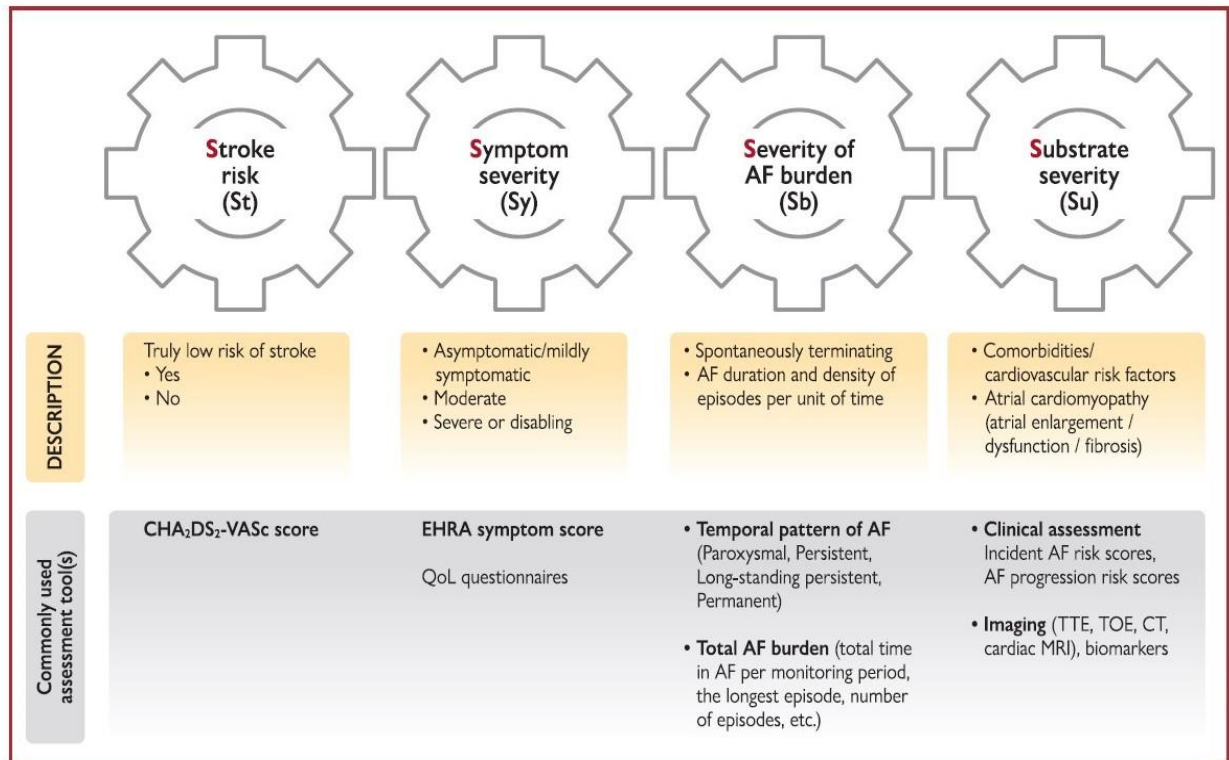 Stroke
risk
(St)
Symptom
severity
(Sy)
Severity of
AF burden
(Sb)
Substrate
severity
(Su)
DESCRIPTION
Truly low risk of stroke
• Yes
• No
• Asymptomatic/mildly
symptomatic
• Moderate
• Severe or disabling
• Spontaneously terminating
• AF duration and density of
episodes per unit of time
• Comorbidities/
cardiovascular risk factors
• Atrial cardiomyopathy
(atrial enlargement /
dysfunction / fibrosis)
Commonly used
assessment tool(s)
CHA₂DS₂-VASc score
EHRA symptom score
QoL questionnaires
• Temporal pattern of AF
(Paroxysmal, Persistent,
Long-standing persistent,
Permanent)
• Total AF burden (total time
in AF per monitoring period,
the longest episode, number
of episodes, etc.)
• Clinical assessment
Incident AF risk scores,
AF progression risk scores
• Imaging (TTE, TOE, CT,
cardiac MRI), biomarkers